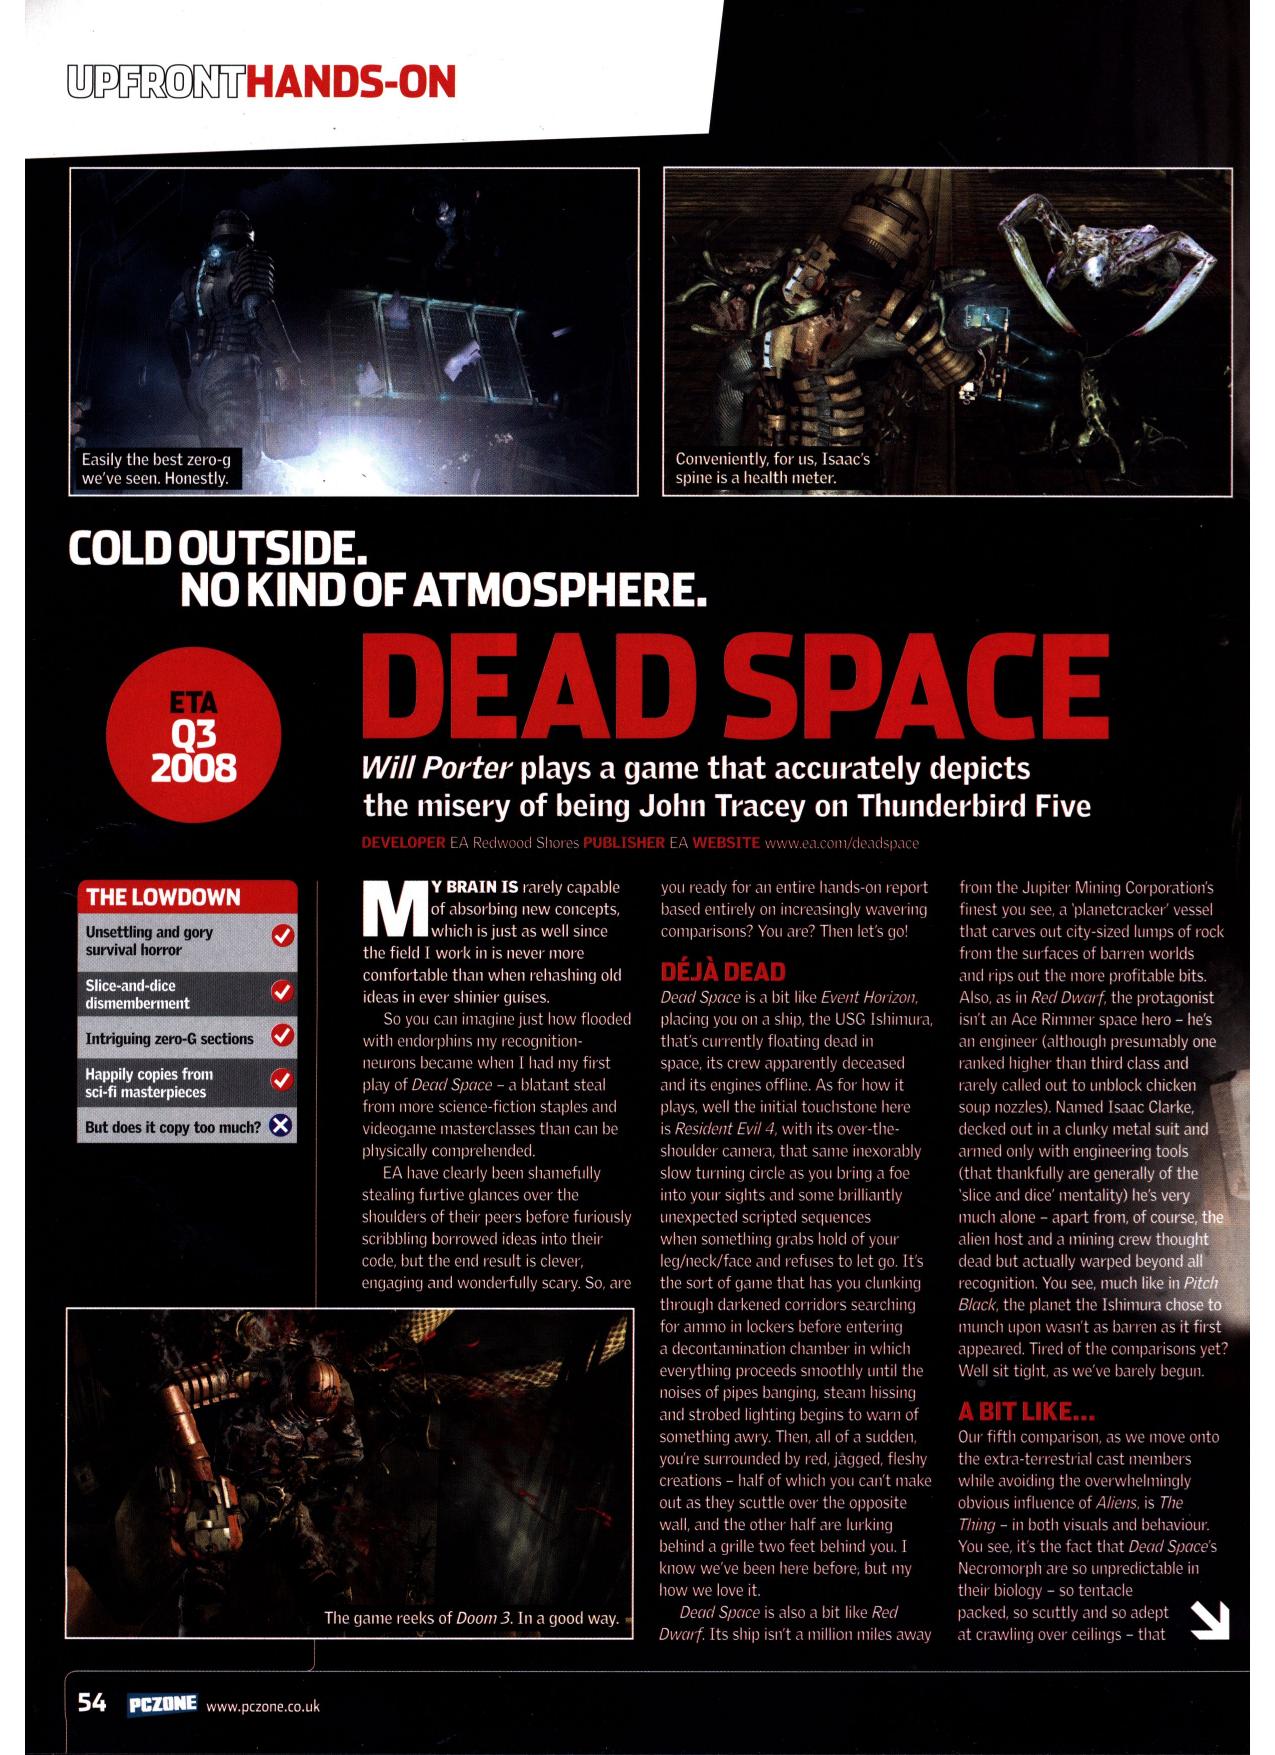 UPFRONTHANDS-ON
Easily the best zero-g
we've seen. Honestly.
Conveniently, for us, Isaac's
spine is a health meter.
COLD OUTSIDE.
NO KIND OF ATMOSPHERE.
ETA
Q3
2008
DEAD SPACE
Will Porter plays a game that accurately depicts
the misery of being John Tracey on Thunderbird Five
DEVELOPER EA Redwood Shores PUBLISHER EA WEBSITE www.ea.com/deadspace
THE LOWDOWN
Unsettling and gory
survival horror
Slice-and-dice
dismemberment
Intriguing zero-G sections
Happily copies from
sci-fi masterpieces
But does it copy too much?
MY BRAIN IS rarely capable
of absorbing new concepts,
which is just as well since
the field I work in is never more
comfortable than when rehashing old
ideas in ever shinier guises.
So you can imagine just how flooded
with endorphins my recognition-
neurons became when I had my first
play of Dead Space – a blatant steal
from more science-fiction staples and
videogame masterclasses than can be
physically comprehended.
EA have clearly been shamefully
stealing furtive glances over the
shoulders of their peers before furiously
scribbling borrowed ideas into their
code, but the end result is clever,
engaging and wonderfully scary. So, are
The game reeks of Doom 3. In a good way.
you ready for an entire hands-on report
based entirely on increasingly wavering
comparisons? You are? Then let's go!
DÉJÀ DEAD
Dead Space is a bit like Event Horizon,
placing you on a ship, the USG Ishimura,
that's currently floating dead in
space, its crew apparently deceased
and its engines offline. As for how it
plays, well the initial touchstone here
is Resident Evil 4, with its over-the-
shoulder camera, that same inexorably
slow turning circle as you bring a foe
into your sights and some brilliantly
unexpected scripted sequences
when something grabs hold of your
leg/neck/face and refuses to let go. It's
the sort of game that has you clunking
through darkened corridors searching
for ammo in lockers before entering
a decontamination chamber in which
everything proceeds smoothly until the
noises of pipes banging, steam hissing
and strobed lighting begins to warn of
something awry. Then, all of a sudden,
you're surrounded by red, jagged, fleshy
creations – half of which you can't make
out as they scuttle over the opposite
wall, and the other half are lurking
behind a grille two feet behind you. I
know we've been here before, but my
how we love it.
Dead Space is also a bit like Red
Dwarf. Its ship isn't a million miles away
from the Jupiter Mining Corporation's
finest you see, a 'planetcracker' vessel
that carves out city-sized lumps of rock
from the surfaces of barren worlds
and rips out the more profitable bits.
Also, as in Red Dwarf, the protagonist
isn't an Ace Rimmer space hero – he's
an engineer (although presumably one
ranked higher than third class and
rarely called out to unblock chicken
soup nozzles). Named Isaac Clarke,
decked out in a clunky metal suit and
armed only with engineering tools
(that thankfully are generally of the
'slice and dice' mentality) he's very
much alone – apart from, of course, the
alien host and a mining crew thought
dead but actually warped beyond all
recognition. You see, much like in Pitch
Black, the planet the Ishimura chose to
munch upon wasn't as barren as it first
appeared. Tired of the comparisons yet?
Well sit tight, as we've barely begun.
A BIT LIKE...
Our fifth comparison, as we move onto
the extra-terrestrial cast members
while avoiding the overwhelmingly
obvious influence of Aliens, is The
Thing – in both visuals and behaviour.
You see, it's the fact that Dead Space's
Necromorph are so unpredictable in
their biology – so tentacle
packed, so scuttly and so adept
at crawling over ceilings – that
54 PCZONE www.pczone.co.uk